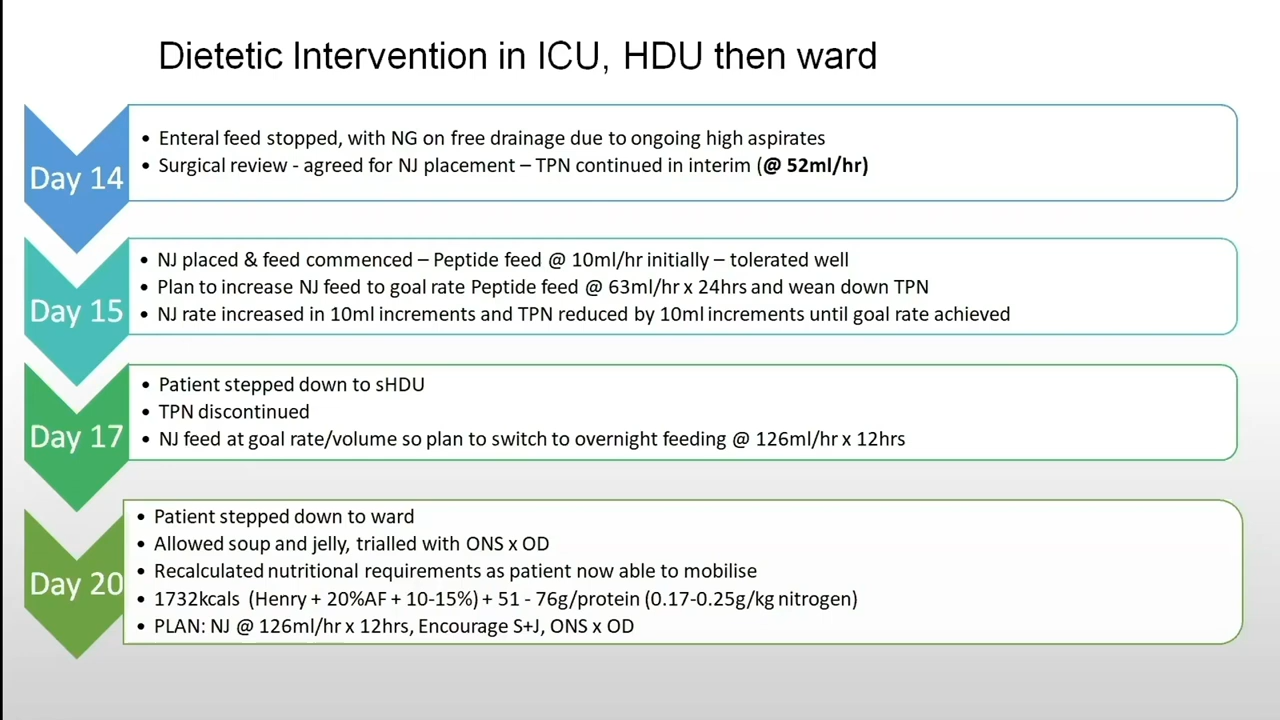 Dietetic Intervention in ICU, HDU then ward
Day 14
• Enteral feed stopped, with NG on free drainage due to ongoing high aspirates
• Surgical review - agreed for NJ placement – TPN continued in interim (@ 52ml/hr)
Day 15
• NJ placed & feed commenced – Peptide feed @ 10ml/hr initially – tolerated well
• Plan to increase NJ feed to goal rate Peptide feed @ 63ml/hr x 24hrs and wean down TPN
• NJ rate increased in 10ml increments and TPN reduced by 10ml increments until goal rate achieved
Day 17
• Patient stepped down to sHDU
• TPN discontinued
• NJ feed at goal rate/volume so plan to switch to overnight feeding @ 126ml/hr x 12hrs
Day 20
• Patient stepped down to ward
• Allowed soup and jelly, trialled with ONS x OD
• Recalculated nutritional requirements as patient now able to mobilise
• 1732kcals (Henry + 20%AF + 10-15%) + 51 - 76g/protein (0.17-0.25g/kg nitrogen)
• PLAN: NJ @ 126ml/hr x 12hrs, Encourage S+J, ONS x OD